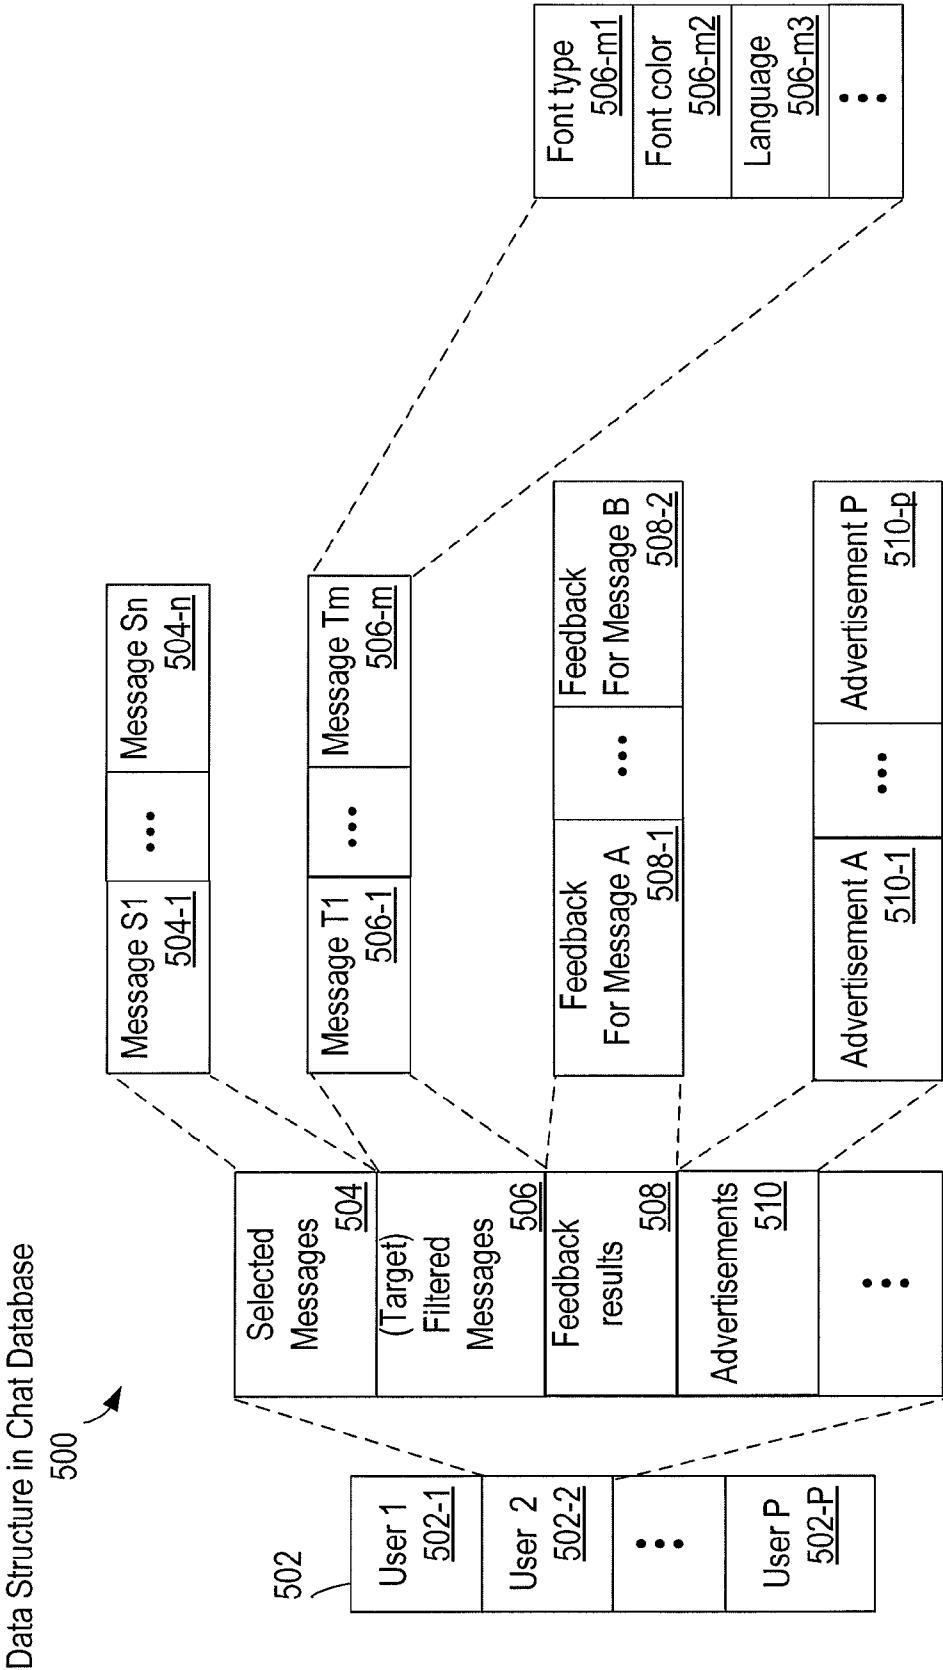 Data Structure in Chat Database
500
502
User 1
502-1
User 2
502-2
•••
User P
502-P
Selected
Messages
504
(Target)
Filtered
Messages
506
Feedback
results
508
Advertisements
510
•••
Message S1
504-1
•••
Message Sn
504-n
Message T1
506-1
•••
Message Tm
506-m
Feedback
For Message A
508-1
•••
Feedback
For Message B
508-2
Advertisement A
510-1
•••
Advertisement P
510-p
Font type
506-m1
Font color
506-m2
Language
506-m3
•••